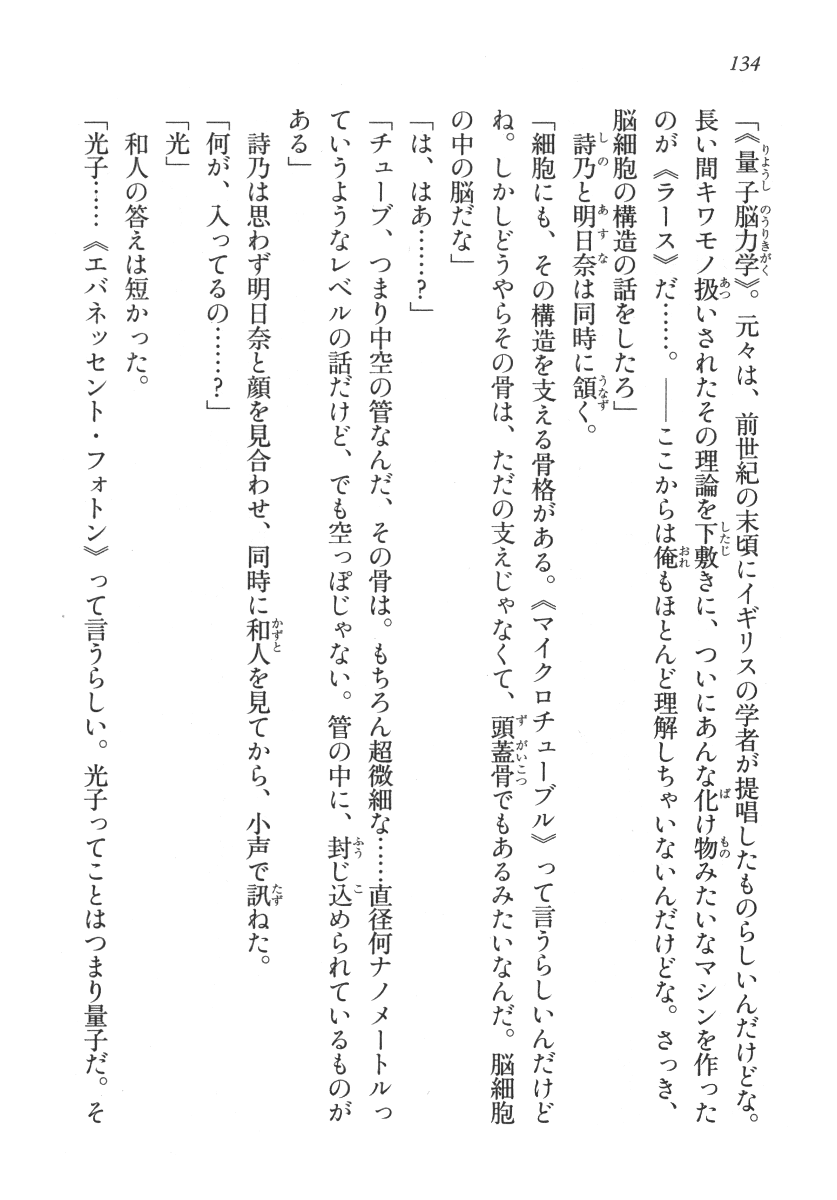 134
「《量子脳力学》。元々は、前世紀の末頃にイギリスの学者が提唱したものらしいんだけどな。
長い間キワモノ扱いされたその理論を下敷きに、ついにあんな化け物みたいなマシンを作った
のが《ラース》だ……。――ここからは俺もほとんど理解しちゃいないんだけどな。さっき、
脳細胞の構造の話をしたろ」
詩乃と明日奈は同時に頷く。
「細胞にも、その構造を支える骨格がある。《マイクロチューブル》って言うらしいんだけど
ね。しかしどうやらその骨は、ただの支えじゃなくて、頭蓋骨でもあるみたいなんだ。脳細胞
の中の脳だな」
「は、はあ……？」
「チューブ、つまり中空の管なんだ、その骨は。もちろん超微細な……直径何ナノメートルっ
ていうようなレベルの話だけど、でも空っぽじゃない。管の中に、封じ込められているものが
ある」
詩乃は思わず明日奈と顔を見合わせ、同時に和人を見てから、小声で訊ねた。
「何が、入ってるの……？」
「光」
和人の答えは短かった。
「光子……《エバネッセント・フォトン》って言うらしい。光子ってことはつまり量子だ。そ